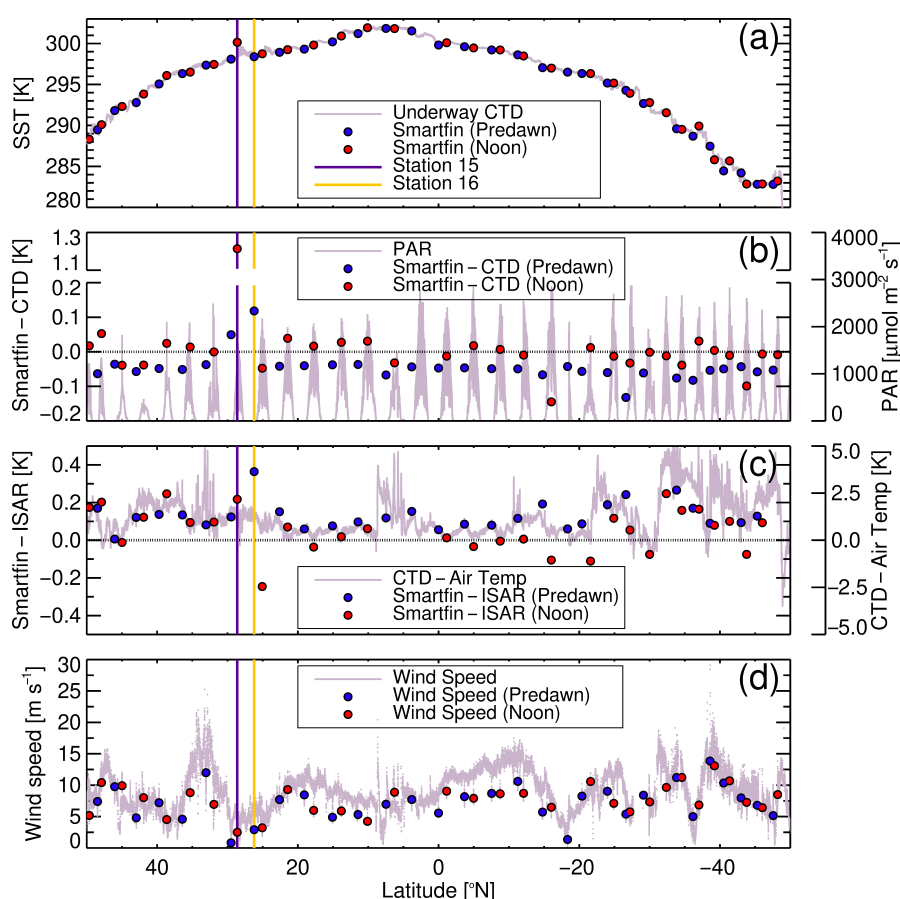 (a)
300
295
290
285
280
SST [K]
Underway CTD
Smartfin (Predawn)
Smartfin (Noon)
Station 15
Station 16
(b)
1.3
1.1
0.2
0.1
0.0
−0.1
−0.2
Smartfin−CTD [K]
PAR
Smartfin−CTD (Predawn)
Smartfin−CTD (Noon)
4000
3000
2000
1000
0
PAR [μmol m⁻² s⁻¹]
(c)
0.4
0.2
0.0
−0.2
−0.4
Smartfin−ISAR [K]
CTD−Air Temp
Smartfin−ISAR (Predawn)
Smartfin−ISAR (Noon)
5.0
2.5
0.0
−2.5
−5.0
CTD−Air Temp [K]
(d)
30
25
20
15
10
5
0
Wind speed [m s⁻¹]
Wind Speed
Wind Speed (Predawn)
Wind Speed (Noon)
40 20 0 −20 −40
Latitude [°N]